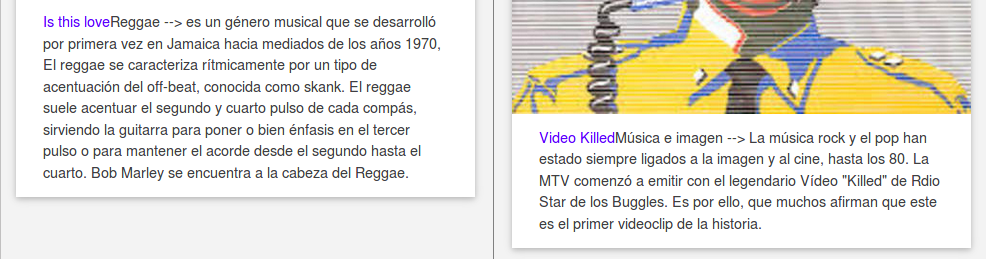 Is this loveReggae --> es un género musical que se desarrolló
por primera vez en Jamaica hacia mediados de los años 1970,
El reggae se caracteriza rítmicamente por un tipo de
acentuación del off-beat, conocida como skank. El reggae
suele acentuar el segundo y cuarto pulso de cada compás,
sirviendo la guitarra para poner o bien énfasis en el tercer
pulso o para mantener el acorde desde el segundo hasta el
cuarto. Bob Marley se encuentra a la cabeza del Reggae.
Video KilledMúsica e imagen --> La música rock y el pop han
estado siempre ligados a la imagen y al cine, hasta los 80. La
MTV comenzó a emitir con el legendario Vídeo "Killed" de Rdio
Star de los Buggles. Es por ello, que muchos afirman que este
es el primer videoclip de la historia.